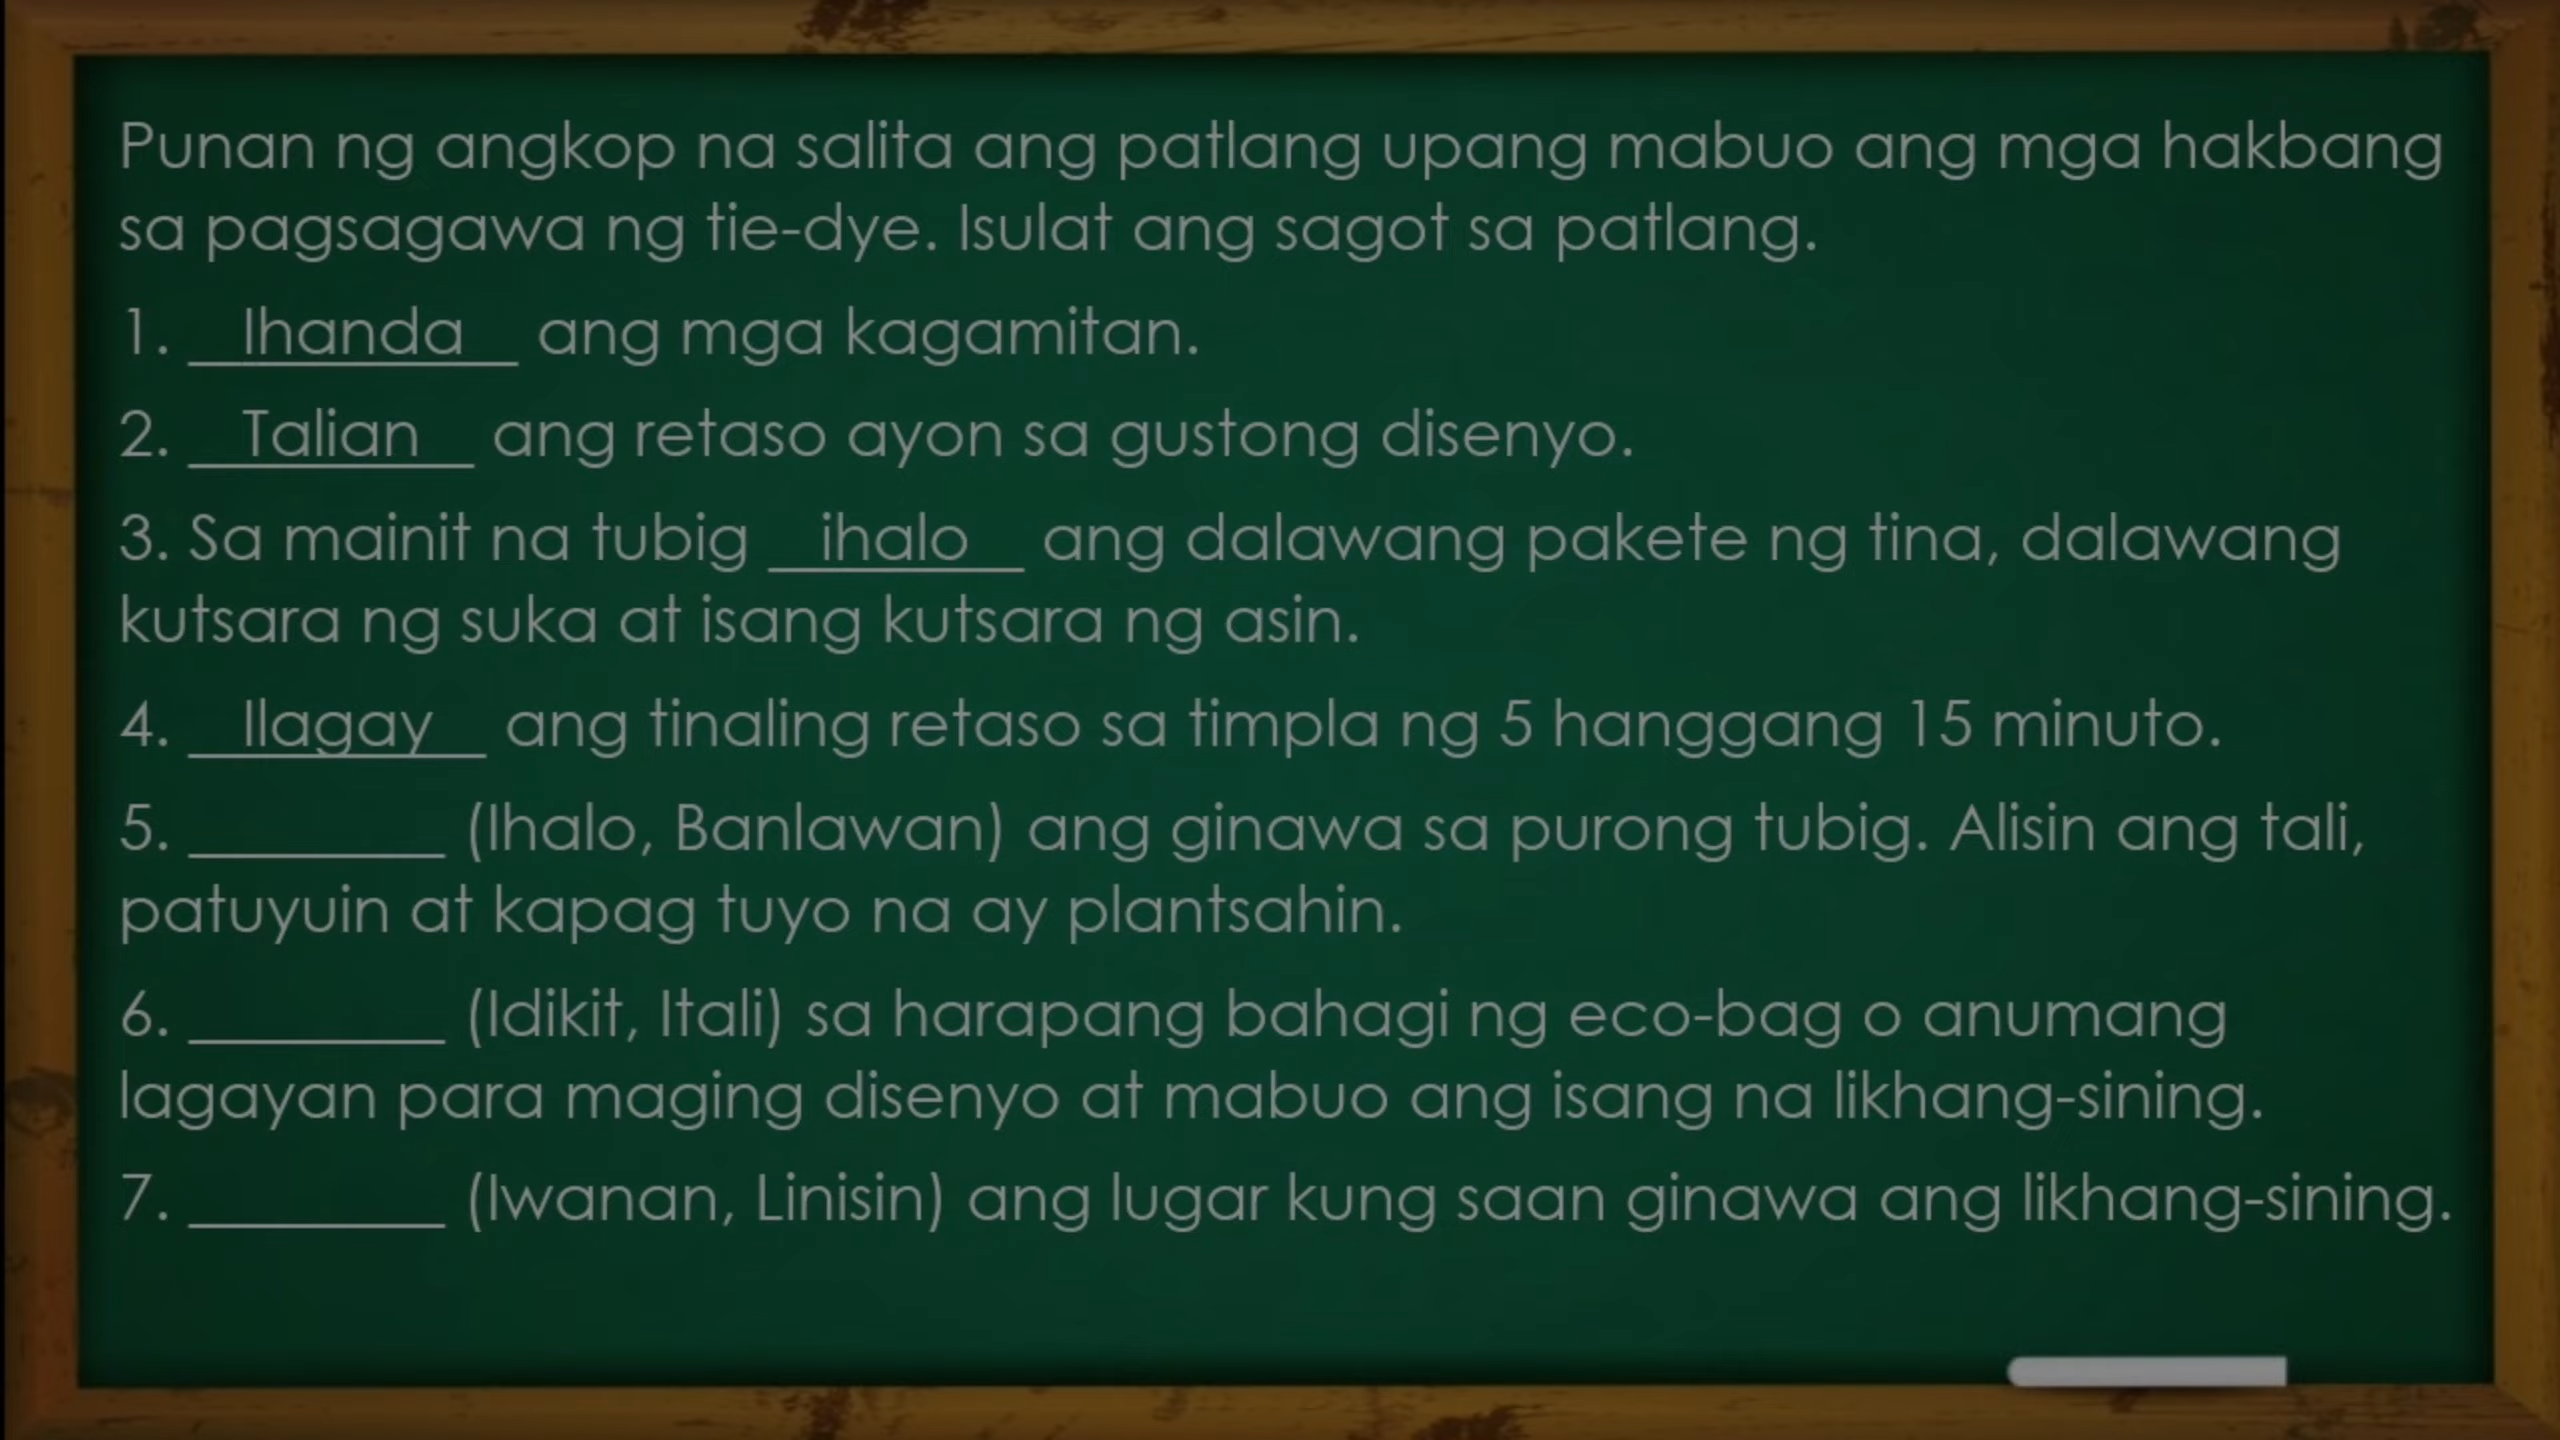 Punan ng angkop na salita ang patlang upang mabuo ang mga hakbang
sa pagsagawa ng tie-dye. Isulat ang sagot sa patlang.
1. __Ihanda__ ang mga kagamitan.
2. __Talian__ ang retaso ayon sa gustong disenyo.
3. Sa mainit na tubig __ihalo__ ang dalawang pakete ng tina, dalawang
kutsara ng suka at isang kutsara ng asin.
4. __Ilagay__ ang tinaling retaso sa timpla ng 5 hanggang 15 minuto.
5. ________ (Ihalo, Banlawan) ang ginawa sa purong tubig. Alisin ang tali,
patuyuin at kapag tuyo na ay plantsahin.
6. ________ (Idikit, Itali) sa harapang bahagi ng eco-bag o anumang
lagayan para maging disenyo at mabuo ang isang na likhang-sining.
7. ________ (Iwanan, Linisin) ang lugar kung saan ginawa ang likhang-sining.